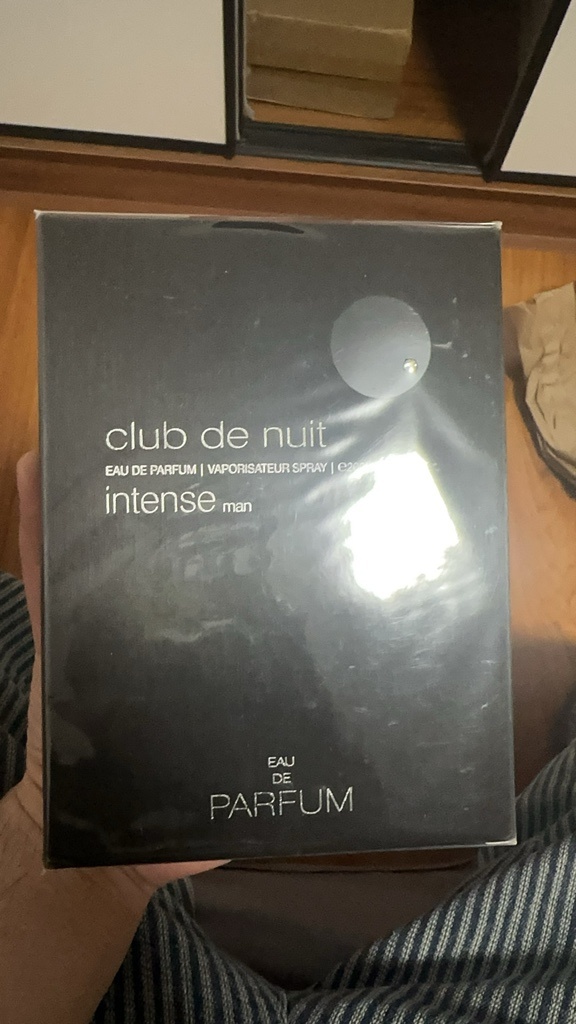 club de nuit
EAU DE PARFUM | VAPORISATEUR SPRAY |
intense man
EAU
DE
PARFUM